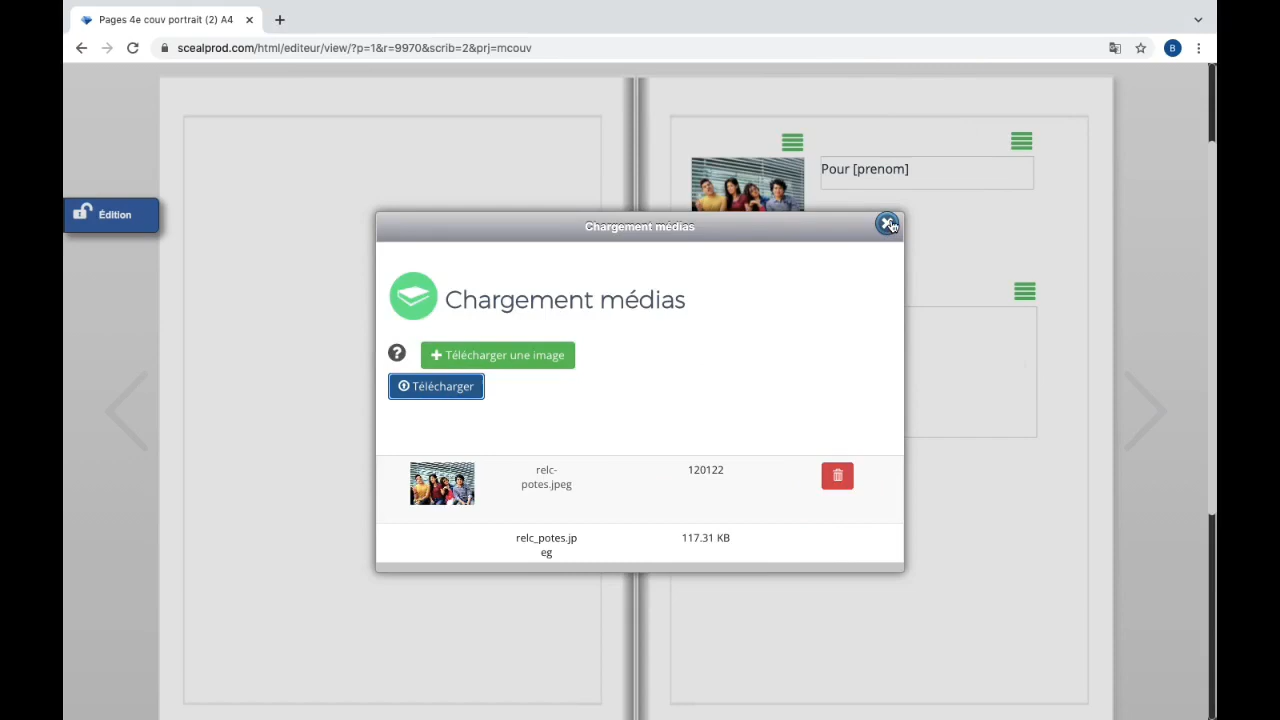 Pages 4e couv portrait (2) A4
scealprod.com/html/editeur/view/?p=1&r=9970&scrib=2&prj=mcouv
B
Édition
Pour [prenom]
Chargement médias
Chargement médias
Télécharger une image
Télécharger
relc-
potes.jpeg
120122
relc_potes.jp
eg
117.31 KB